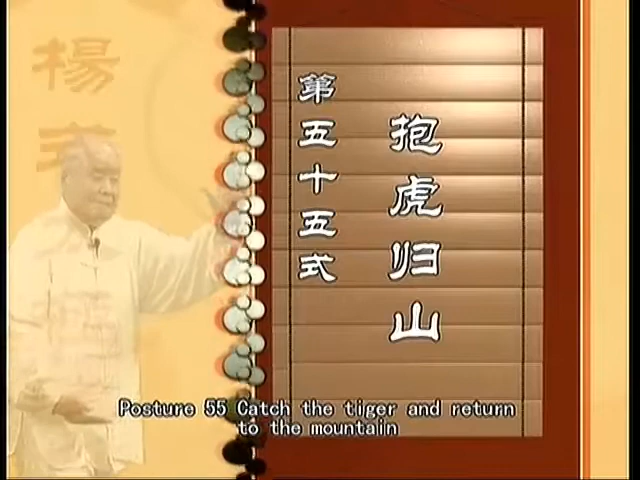 楊
第五十五式
抱虎归山
Posture 55 Catch the tiger and return
to the mountain